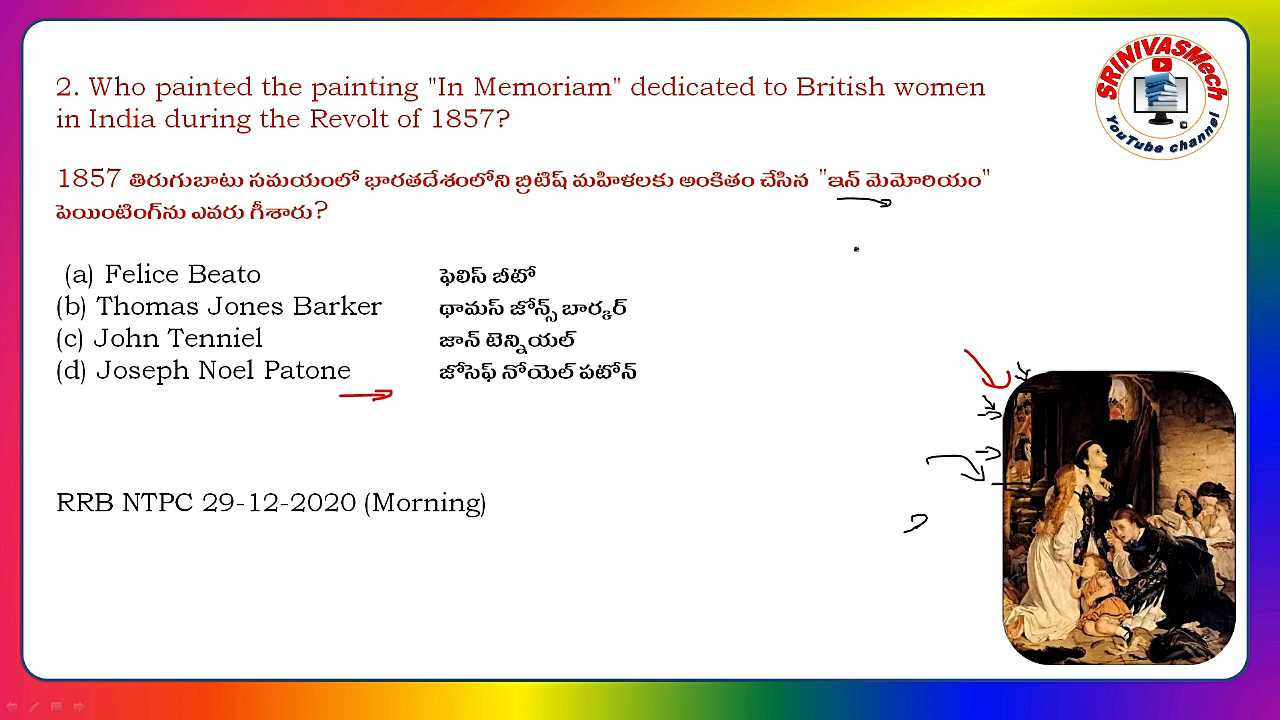 2. Who painted the painting "In Memoriam" dedicated to British women
in India during the Revolt of 1857?
1857 తిరుగుబాటు సమయంలో భారతదేశంలోని బ్రిటిష్ మహిళలకు అంకితం చేసిన "ఇన్ మెమోరియం"
పెయింటింగ్‌ను ఎవరు గీశారు?
(a) Felice Beato ఫెలిస్ బీటో
(b) Thomas Jones Barker థామస్ జోన్స్ బార్కర్
(c) John Tenniel జాన్ టెన్నియల్
(d) Joseph Noel Patone జోసెఫ్ నోయెల్ పటోన్
RRB NTPC 29-12-2020 (Morning)
SRINIVASMech
YouTube channel